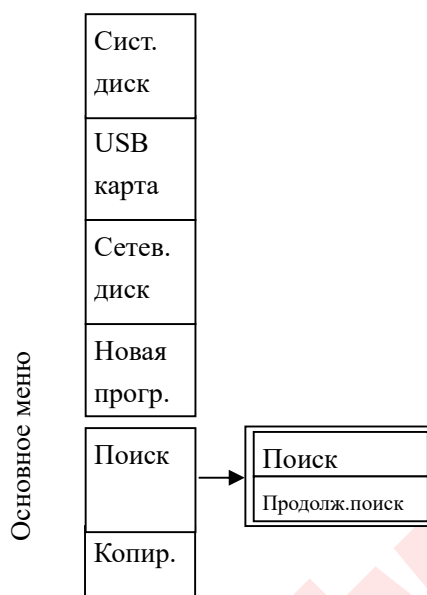 Сист.
диск
USB
карта
Сетев.
диск
Новая
прогр.
Основное меню
Поиск
Поиск
Продолж.поиск
Копир.